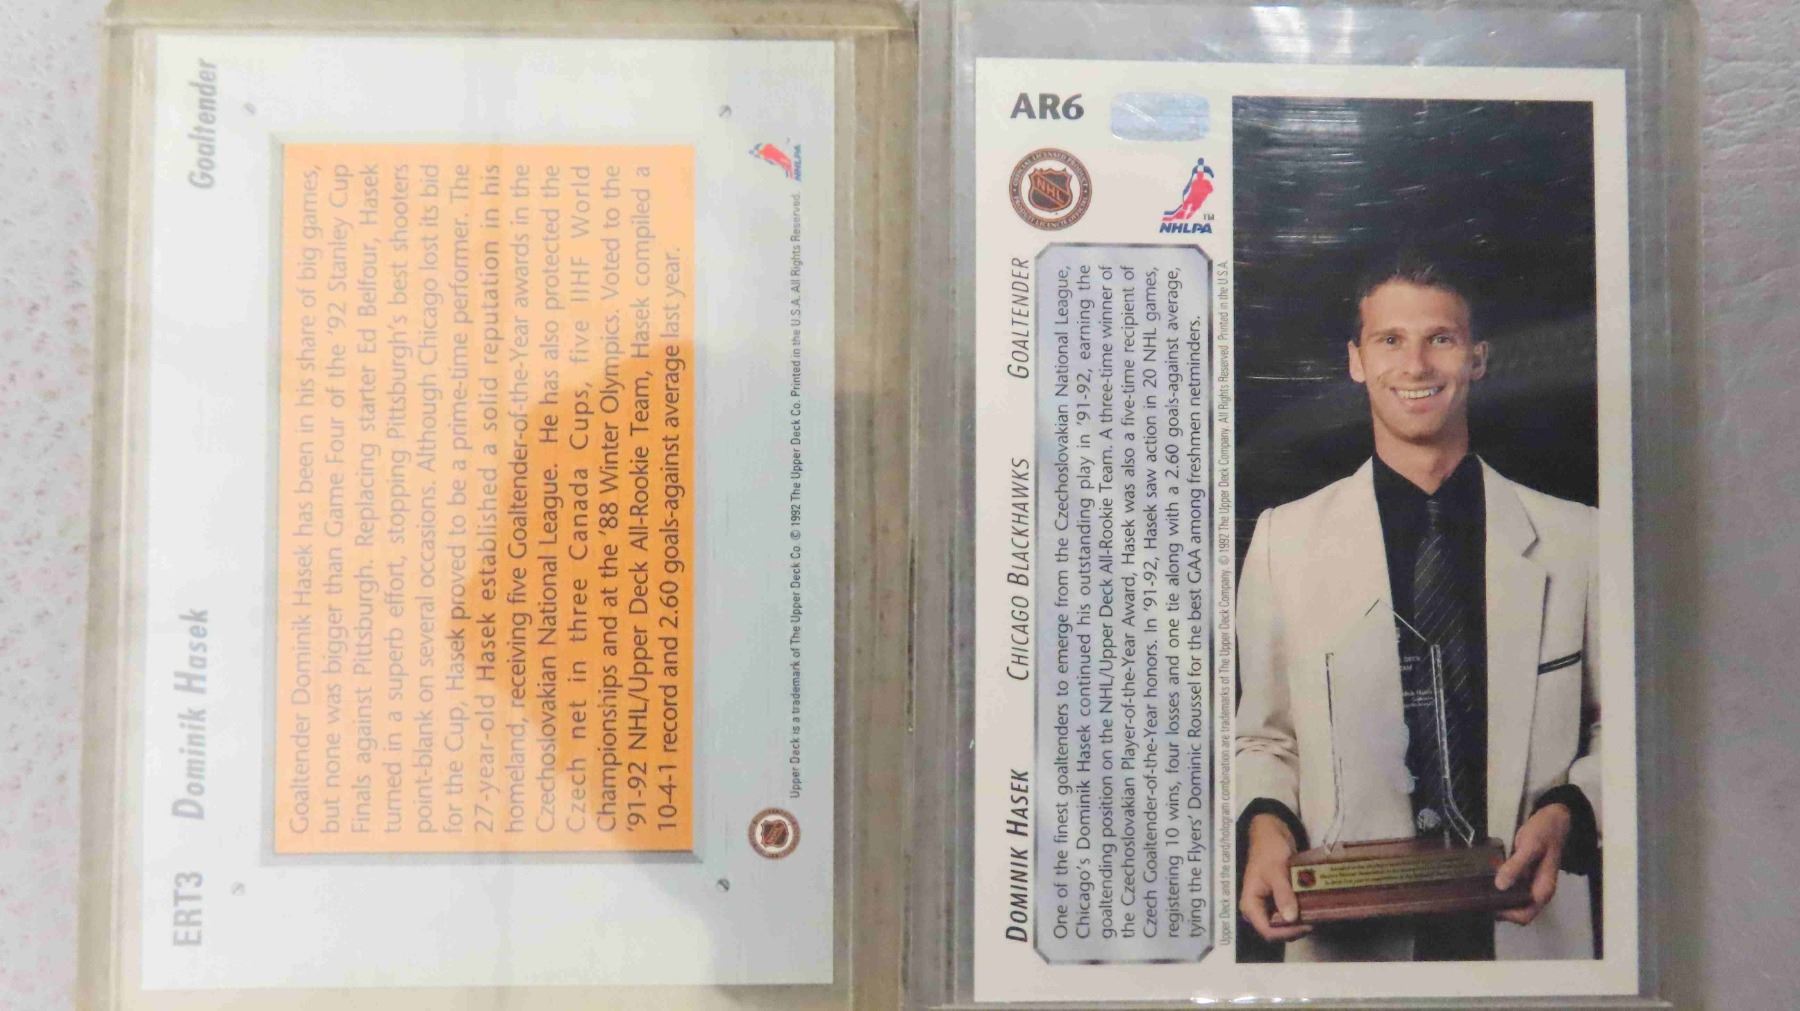 ERT3 Dominik Hasek Goaltender
Goaltender Dominik Hasek has been in his share of big games,
but none was bigger than Game Four of the '92 Stanley Cup
Finals against Pittsburgh. Replacing starter Ed Belfour, Hasek
turned in a superb effort, stopping Pittsburgh's best shooters
point-blank on several occasions. Although Chicago lost its bid
for the Cup, Hasek proved to be a prime-time performer. The
27-year-old Hasek established a solid reputation in his
homeland, receiving five Goaltender-of-the-Year awards in the
Czechoslovakian National League. He has also protected the
Czech net in three Canada Cups, five IIHF World
Championships and at the '88 Winter Olympics. Voted to the
'91-92 NHL/Upper Deck All-Rookie Team, Hasek compiled a
10-4-1 record and 2.60 goals-against average last year.
NHL
Upper Deck is a trademark of The Upper Deck Co. © 1992 The Upper Deck Co. Printed in the U.S.A. All Rights Reserved.
NHLPA
AR6
NHL
NHLPA
TM
DOMINIK HASEK CHICAGO BLACKHAWKS GOALTENDER
One of the finest goaltenders to emerge from the Czechoslovakian National League,
Chicago's Dominik Hasek continued his outstanding play in '91-92, earning the
goaltending position on the NHL/Upper Deck All-Rookie Team. A three-time winner of
the Czechoslovakian Player-of-the-Year Award, Hasek was also a five-time recipient of
Czech Goaltender-of-the-Year honors. In '91-92, Hasek saw action in 20 NHL games,
registering 10 wins, four losses and one tie along with a 2.60 goals-against average,
tying the Flyers' Dominic Roussel for the best GAA among freshmen netminders.
Upper Deck and the card/hologram combination are trademarks of The Upper Deck Company. © 1992 The Upper Deck Company. All Rights Reserved. Printed in the U.S.A.